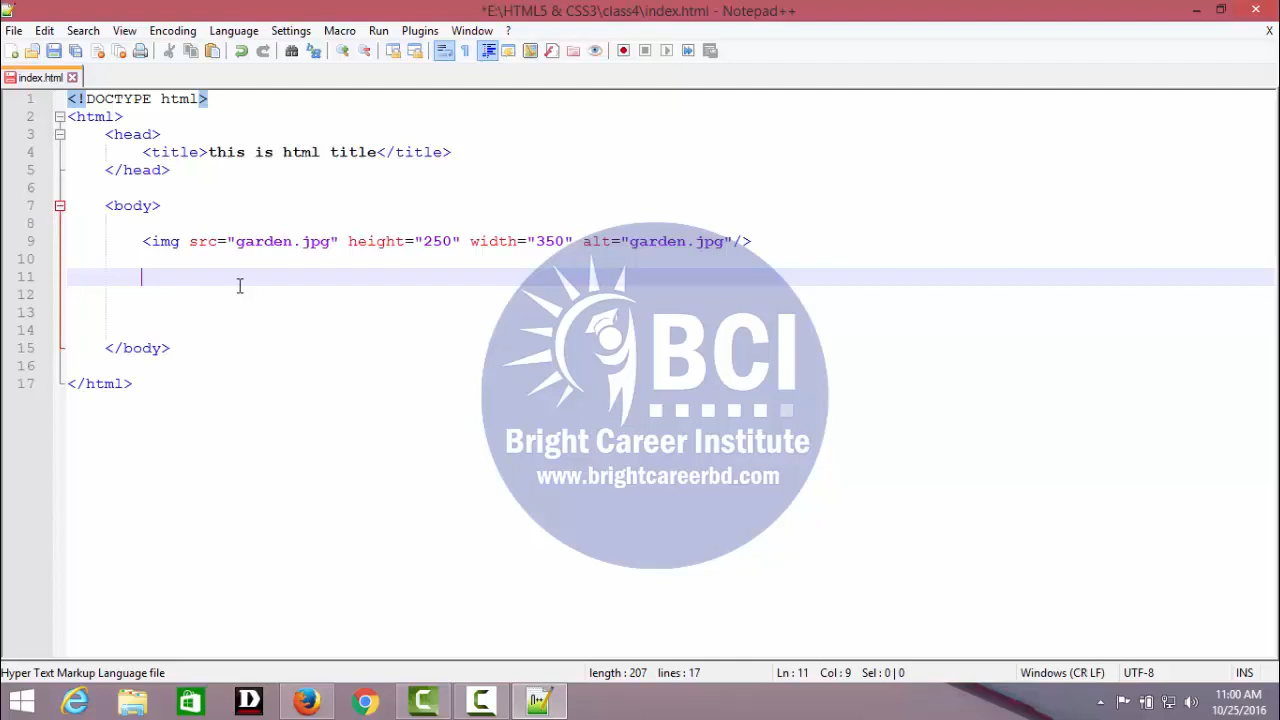 *E:\HTML5 & CSS3\class4\index.html - Notepad++
File Edit Search View Encoding Language Settings Macro Run Plugins Window ? X
index.html
1 <!DOCTYPE html>
2 <html>
3 <head>
4 <title>this is html title</title>
5 </head>
6
7 <body>
8
9 <img src="garden.jpg" height="250" width="350" alt="garden.jpg"/>
10
11
12
13
14
15 </body>
16
17 </html>
BCI
Bright Career Institute
www.brightcareerbd.com
Hyper Text Markup Language file length : 207 lines : 17 Ln : 11 Col : 9 Sel : 0 | 0 Windows (CR LF) UTF-8 INS
11:00 AM
10/25/2016